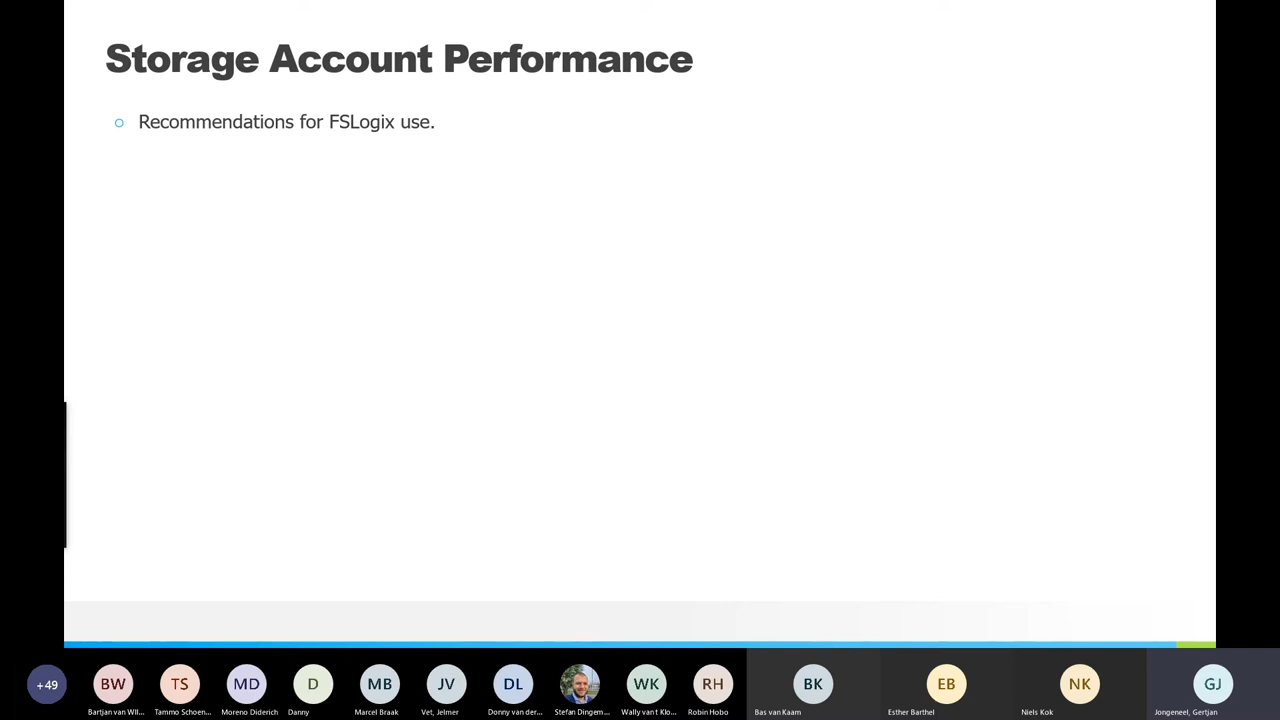 Storage Account Performance
Recommendations for FSLogix use.
+49
BW
TS
MD
D
MB
JV
DL
WK
RH
BK
EB
NK
GJ
Bartjan van WIl...
Tammo Schoen...
Moreno Diderich
Danny
Marcel Braak
Vet, Jelmer
Donny van der...
Stefan Dingem...
Wally van t Klo...
Robin Hobo
Bas van Kaam
Esther Barthel
Niels Kok
Jongeneel, Gertjan